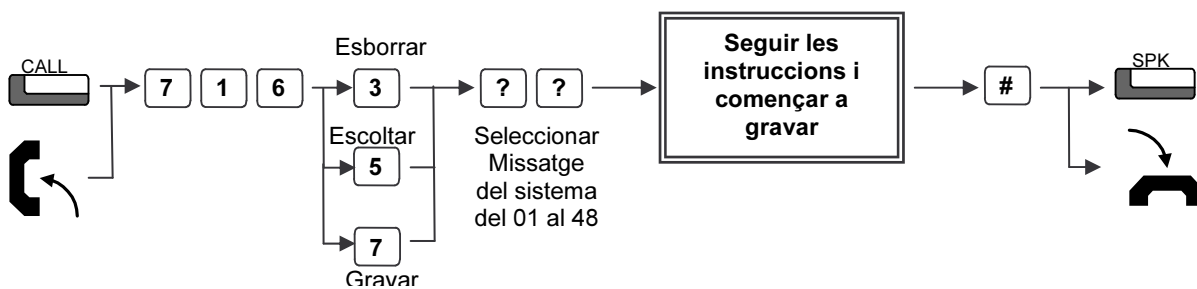 CALL
7 1 6
Esborrar
3
Escoltar
5
7
Gravar
? ?
Seleccionar
Missatge
del sistema
del 01 al 48
Seguir les
instruccions i
començar a
gravar
#
SPK